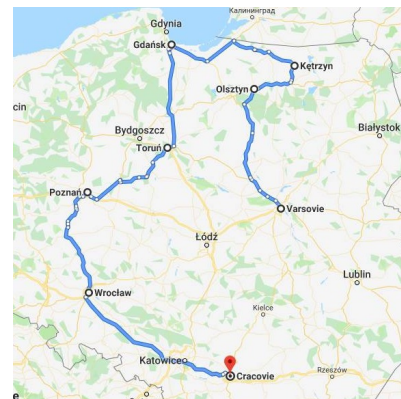 Калининград
Gdynia
Gdańsk
Kętrzyn
Olsztyn
cin
Bydgoszcz
Białystok
Toruń
Poznań
Varsovie
Łódź
Lublin
Wrocław
Kielce
Katowice
Cracovie
Rzeszów
e